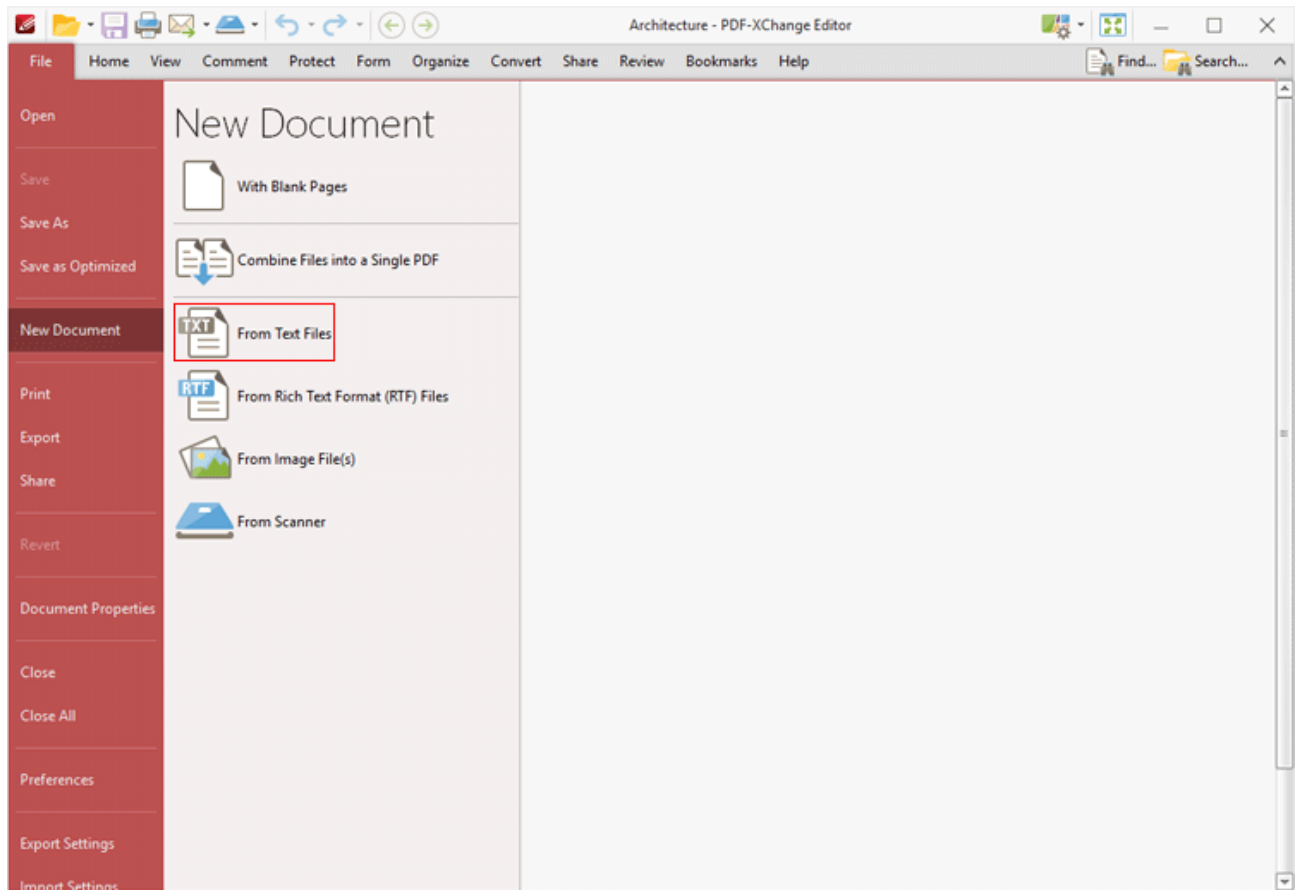 Architecture - PDF-XChange Editor
File Home View Comment Protect Form Organize Convert Share Review Bookmarks Help Find... Search...
Open
Save
Save As
Save as Optimized
New Document
Print
Export
Share
Revert
Document Properties
Close
Close All
Preferences
Export Settings
Import Settings
New Document
With Blank Pages
Combine Files into a Single PDF
TXT From Text Files
RTF From Rich Text Format (RTF) Files
From Image File(s)
From Scanner